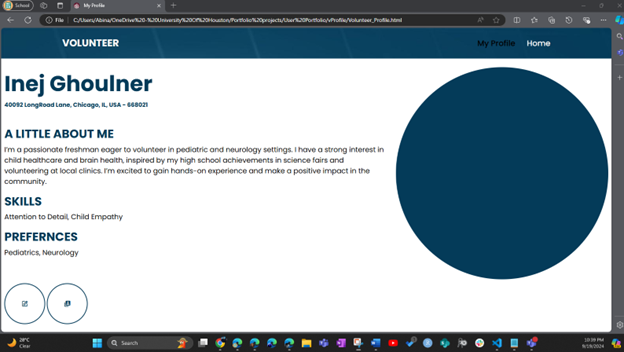 School
My Profile
File
C:/Users/Abina/OneDrive%20-%20University%20Of%20Houston/Portfolio%20projects/User%20Portfolio/vProfile/Volunteer_Profile.html
VOLUNTEER
My Profile
Home
Inej Ghoulner
40092 LongRoad Lane, Chicago, IL, USA - 668021
A LITTLE ABOUT ME
I'm a passionate freshman eager to volunteer in pediatric and neurology settings. I have a strong interest in
child healthcare and brain health, inspired by my high school achievements in science fairs and
volunteering at local clinics. I'm excited to gain hands-on experience and make a positive impact in the
community.
SKILLS
Attention to Detail, Child Empathy
PREFERNCES
Pediatrics, Neurology
28°C
Clear
Search
10:39 PM
8/19/2024